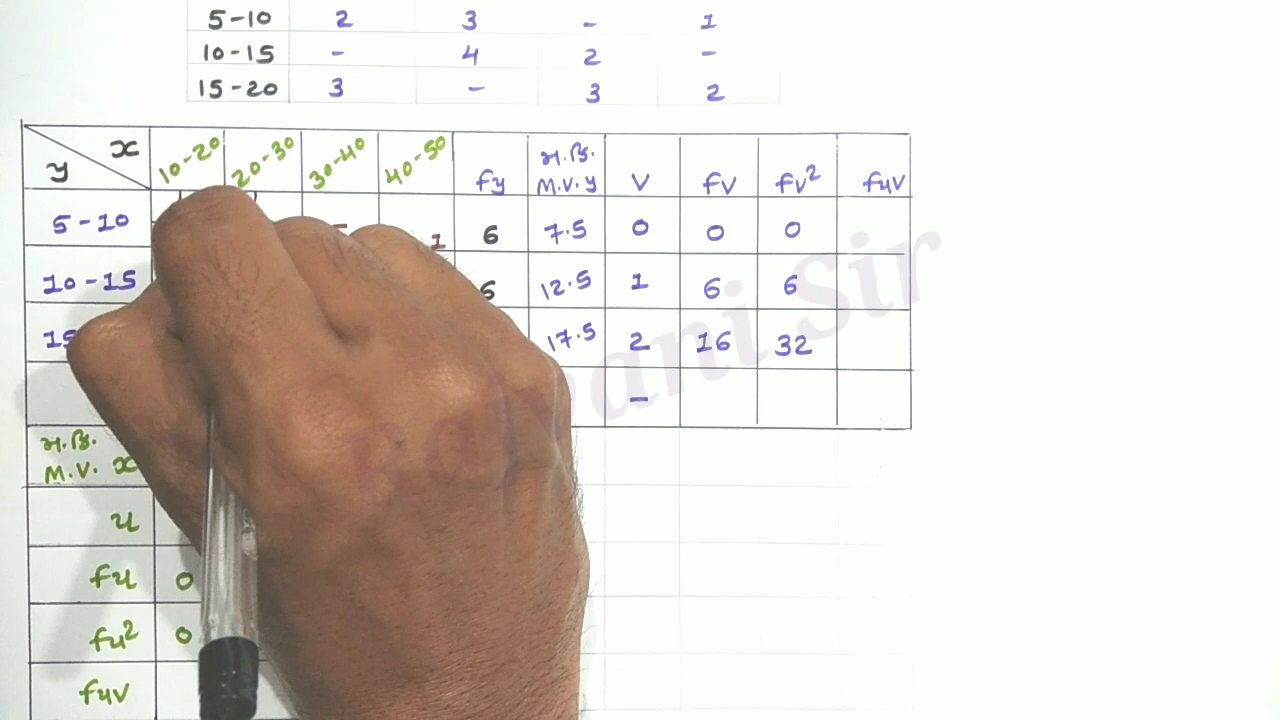 5-10 2 3 - 1
10-15 - 4 2 -
15-20 3 - 3 2
x 10-20 20-30 30-40 40-50 મ.કિં.
y fy M.V. y v fv fv² fuv
5-10 1 6 7.5 0 0 0
10-15 6 12.5 1 6 6
17.5 2 16 32
-
મ.કિં.
M.V. x
u
fu 0
fu² 0
fuv
Sir